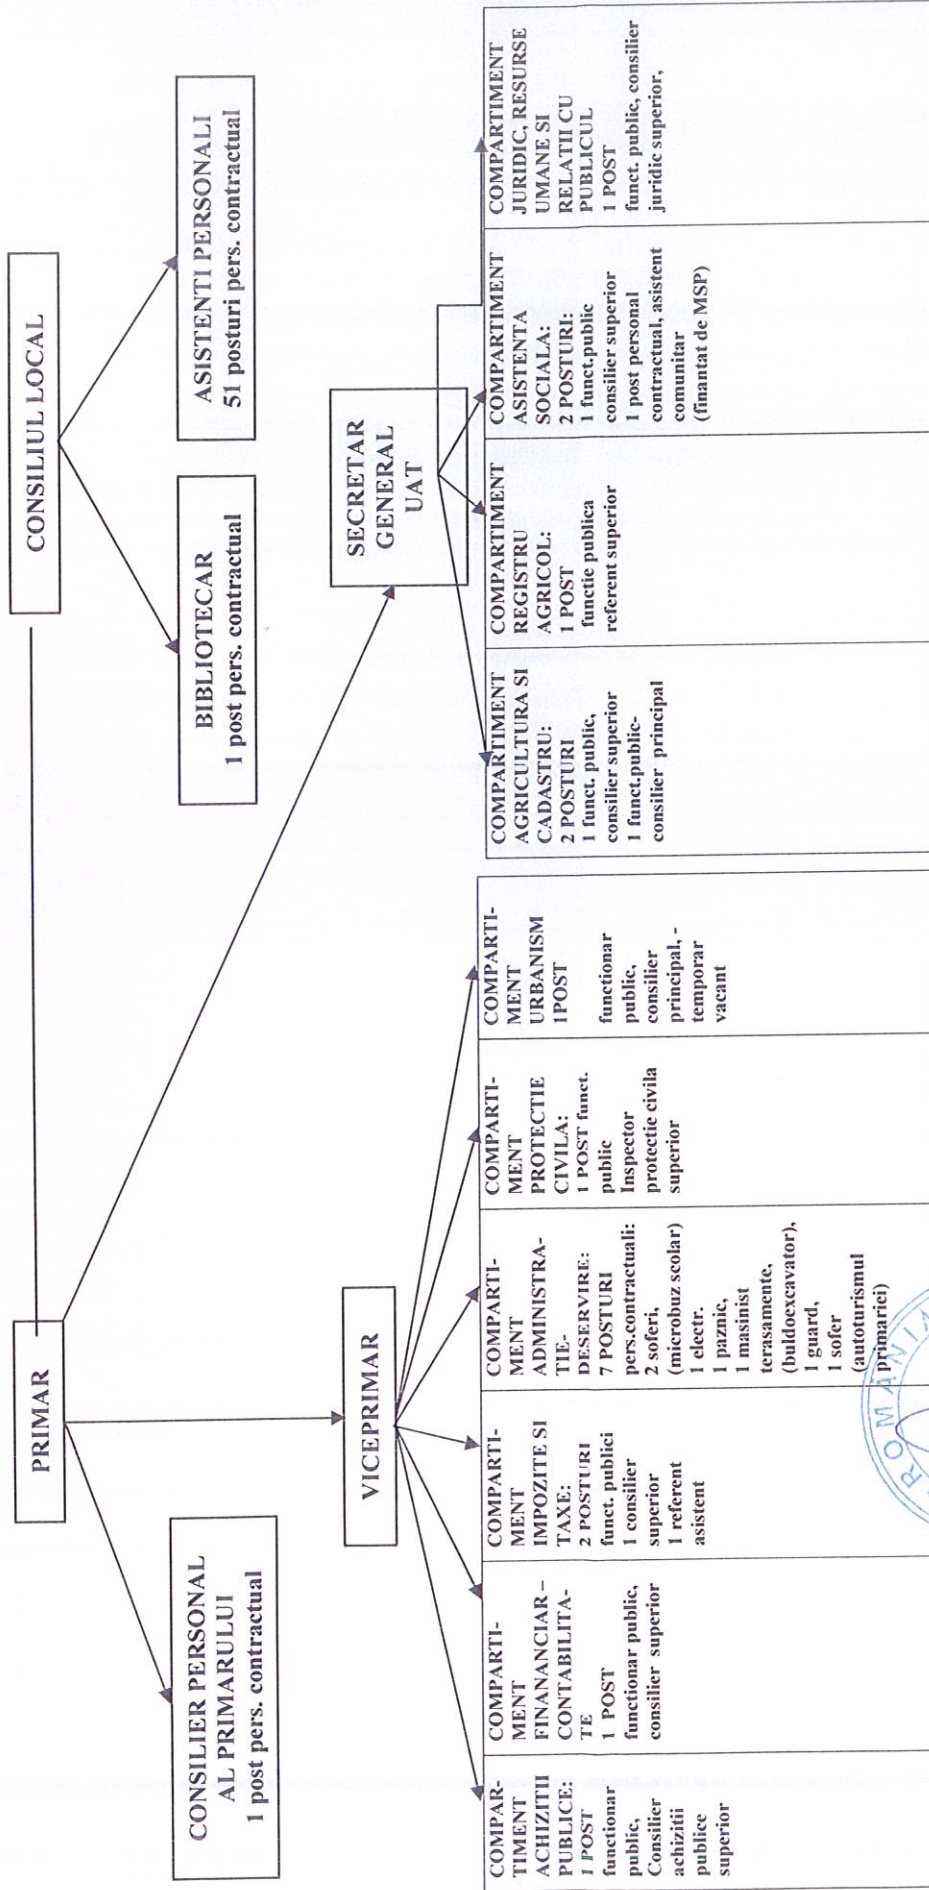 PRIMAR
CONSILIUL LOCAL
CONSILIER PERSONAL
AL PRIMARULUI
1 post pers. contractual
BIBLIOTECAR
1 post pers. contractual
ASISTENTI PERSONALI
51 posturi pers. contractual
VICEPRIMAR
SECRETAR
GENERAL
UAT
COMPAR-
TIMENT
ACHIZITII
PUBLICE:
1 POST
functionar
public,
Consilier
achizitii
publice
superior
COMPARTI-
MENT
FINANANCIAR–
CONTABILITA-
TE
1 POST
functionar public,
consilier superior
COMPARTI-
MENT
IMPOZITE SI
TAXE:
2 POSTURI
funct. publici
1 consilier
superior
1 referent
asistent
COMPARTI-
MENT
ADMINISTRA-
TIE-
DESERVIRE:
7 POSTURI
pers.contractuali:
2 soferi,
(microbuz scolar)
1 electr.
1 paznic,
1 masinist
terasamente,
(buldoexcavator),
1 guard,
1 sofer
(autoturismul
primariei)
COMPARTI-
MENT
PROTECTIE
CIVILA:
1 POST funct.
public
Inspector
protectie civila
superior
COMPARTI-
MENT
URBANISM
1POST
functionar
public,
consilier
principal, -
temporar
vacant
COMPARTIMENT
AGRICULTURA SI
CADASTRU:
2 POSTURI
1 funct. public,
consilier superior
1 funct.public-
consilier principal
COMPARTIMENT
REGISTRU
AGRICOL:
1 POST
functie publica
referent superior
COMPARTIMENT
ASISTENTA
SOCIALA:
2 POSTURI:
1 funct.public
consilier superior
1 post personal
contractual, asistent
comunitar
(finantat de MSP)
COMPARTIMENT
JURIDIC, RESURSE
UMANE SI
RELATII CU
PUBLICUL
1 POST
funct. public, consilier
juridic superior,
ROMÂNIA